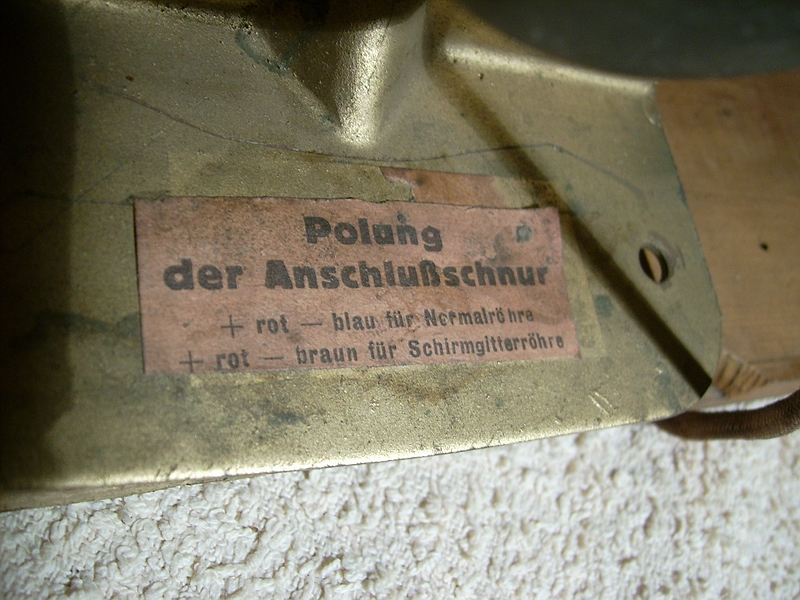 Polung
der Anschlußschnur
+ rot — blau für Normalröhre
+ rot — braun für Schirmgitterröhre